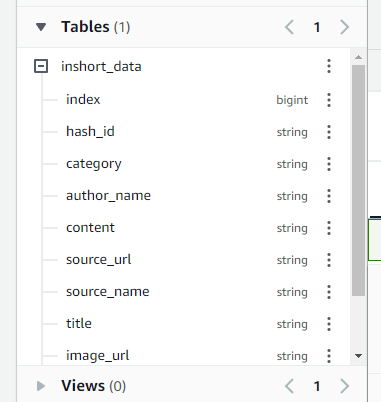 Tables (1) 1
inshort_data
index bigint
hash_id string
category string
author_name string
content string
source_url string
source_name string
title string
image_url string
Views (0) 1